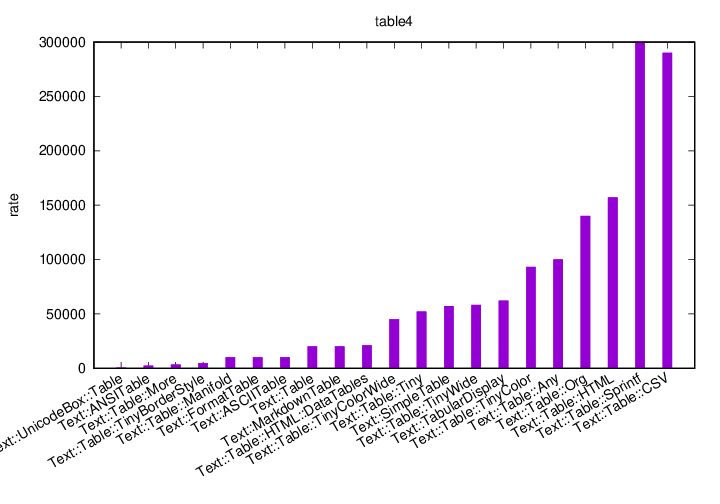 table4
300000
250000
200000
150000
100000
50000
0
rate
ext::UnicodeBox::Table
Text::ANSITable
Text::Table::More
Text::Table::TinyBorderStyle
Text::Table::Manifold
Text::FormatTable
Text::ASCIITable
Text::Table
Text::MarkdownTable
Text::Table::HTML::DataTables
Text::Table::TinyColorWide
Text::Table::Tiny
Text::SimpleTable
Text::Table::TinyWide
Text::TabularDisplay
Text::Table::TinyColor
Text::Table::Any
Text::Table::Org
Text::Table::HTML
Text::Table::Sprintf
Text::Table::CSV